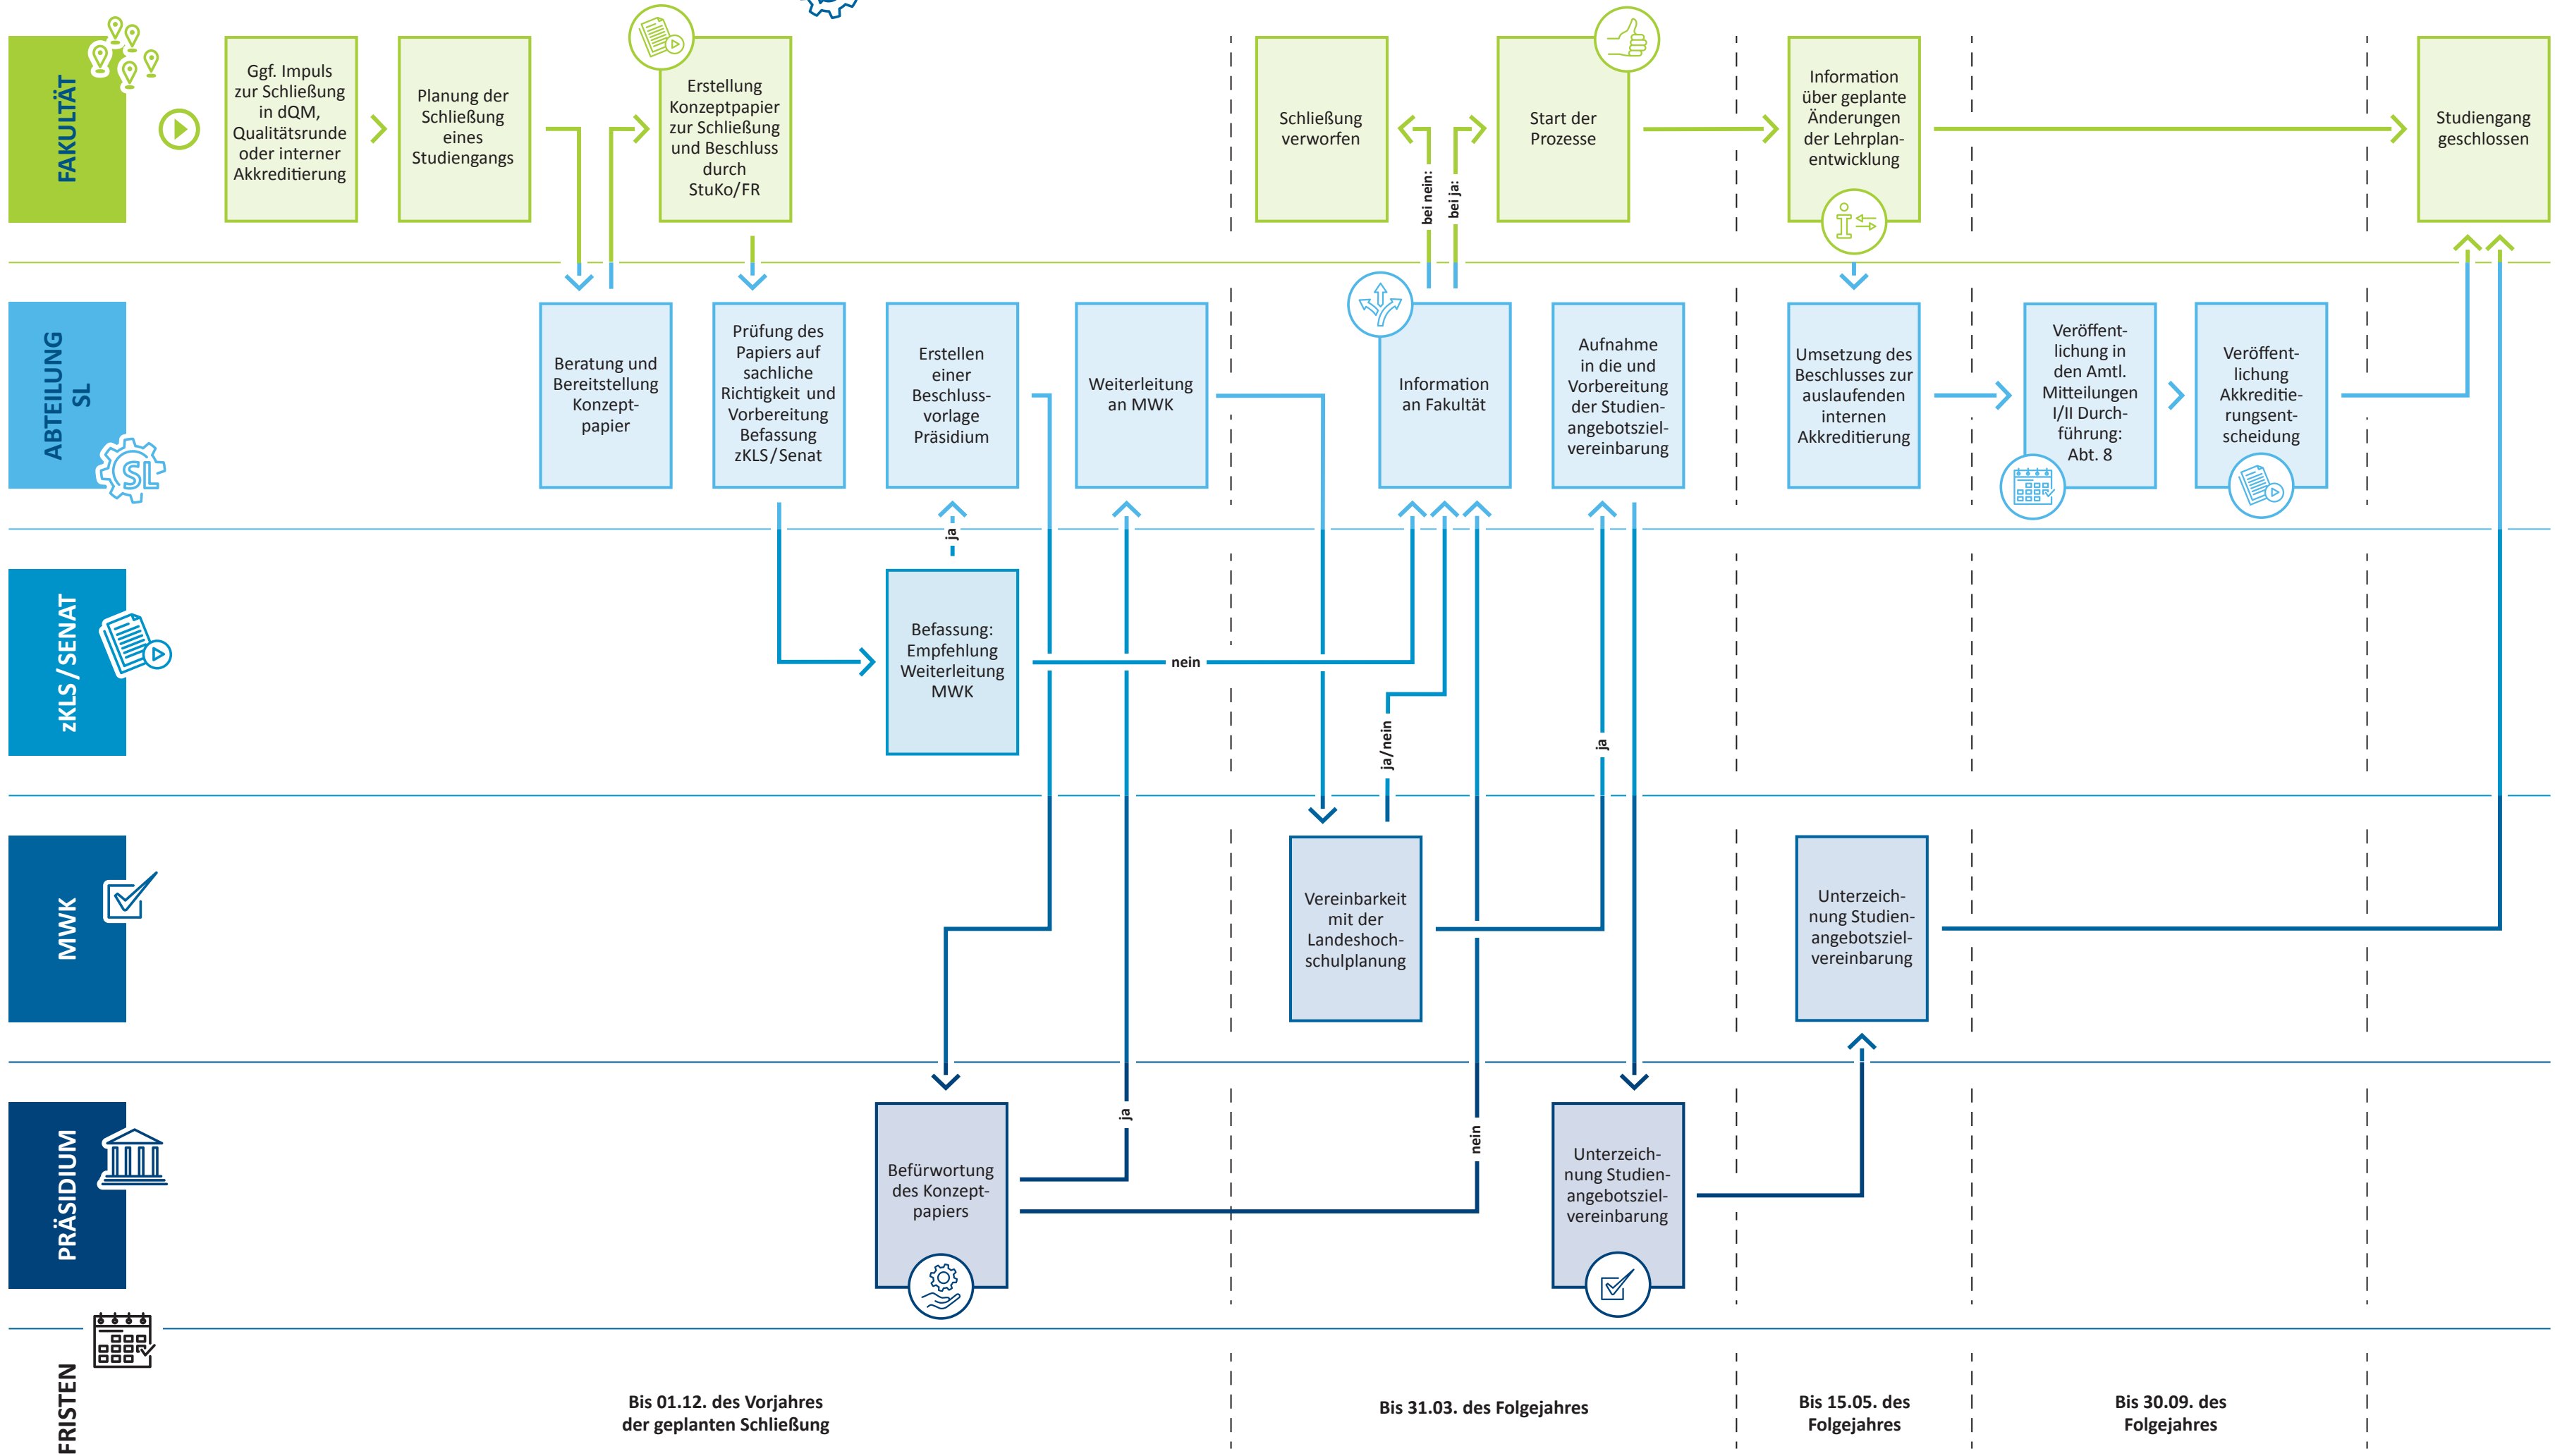 FAKULTÄT
Ggf. Impuls
zur Schließung
in dQM,
Qualitätsrunde
oder interner
Akkreditierung
Planung der
Schließung
eines
Studiengangs
Erstellung
Konzeptpapier
zur Schließung
und Beschluss
durch
StuKo/FR
Schließung
verworfen
bei nein:
bei ja:
Start der
Prozesse
Information
über geplante
Änderungen
der Lehrplan-
entwicklung
Studiengang
geschlossen
ABTEILUNG
SL
SL
Beratung und
Bereitstellung
Konzept-
papier
Prüfung des
Papiers auf
sachliche
Richtigkeit und
Vorbereitung
Befassung
zKLS/Senat
Erstellen
einer
Beschluss-
vorlage
Präsidium
Weiterleitung
an MWK
Information
an Fakultät
Aufnahme
in die und
Vorbereitung
der Studien-
angebotsziel-
vereinbarung
Umsetzung des
Beschlusses zur
auslaufenden
internen
Akkreditierung
Veröffent-
lichung in
den Amtl.
Mitteilungen
I/II Durch-
führung:
Abt. 8
Veröffent-
lichung
Akkreditie-
rungsent-
scheidung
ja
zKLS/SENAT
Befassung:
Empfehlung
Weiterleitung
MWK
nein
ja/nein
ja
MWK
Vereinbarkeit
mit der
Landeshoch-
schulplanung
Unterzeich-
nung Studien-
angebotsziel-
vereinbarung
PRÄSIDIUM
Befürwortung
des Konzept-
papiers
ja
nein
Unterzeich-
nung Studien-
angebotsziel-
vereinbarung
FRISTEN
Bis 01.12. des Vorjahres
der geplanten Schließung
Bis 31.03. des Folgejahres
Bis 15.05. des
Folgejahres
Bis 30.09. des
Folgejahres